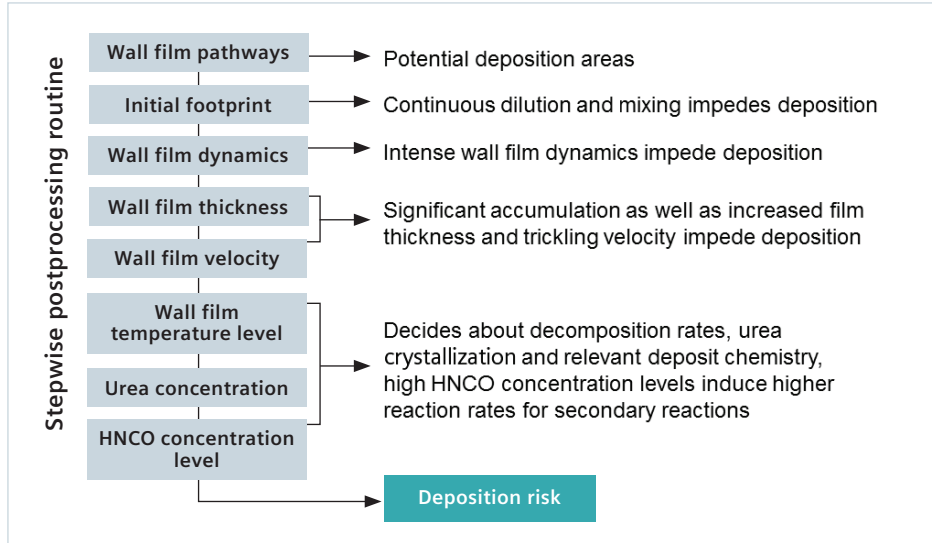 Stepwise postprocessing routine
Wall film pathways
Potential deposition areas
Initial footprint
Continuous dilution and mixing impedes deposition
Wall film dynamics
Intense wall film dynamics impede deposition
Wall film thickness
Wall film velocity
Significant accumulation as well as increased film
thickness and trickling velocity impede deposition
Wall film
temperature level
Urea concentration
HNCO concentration
level
Decides about decomposition rates, urea
crystallization and relevant deposit chemistry,
high HNCO concentration levels induce higher
reaction rates for secondary reactions
Deposition risk